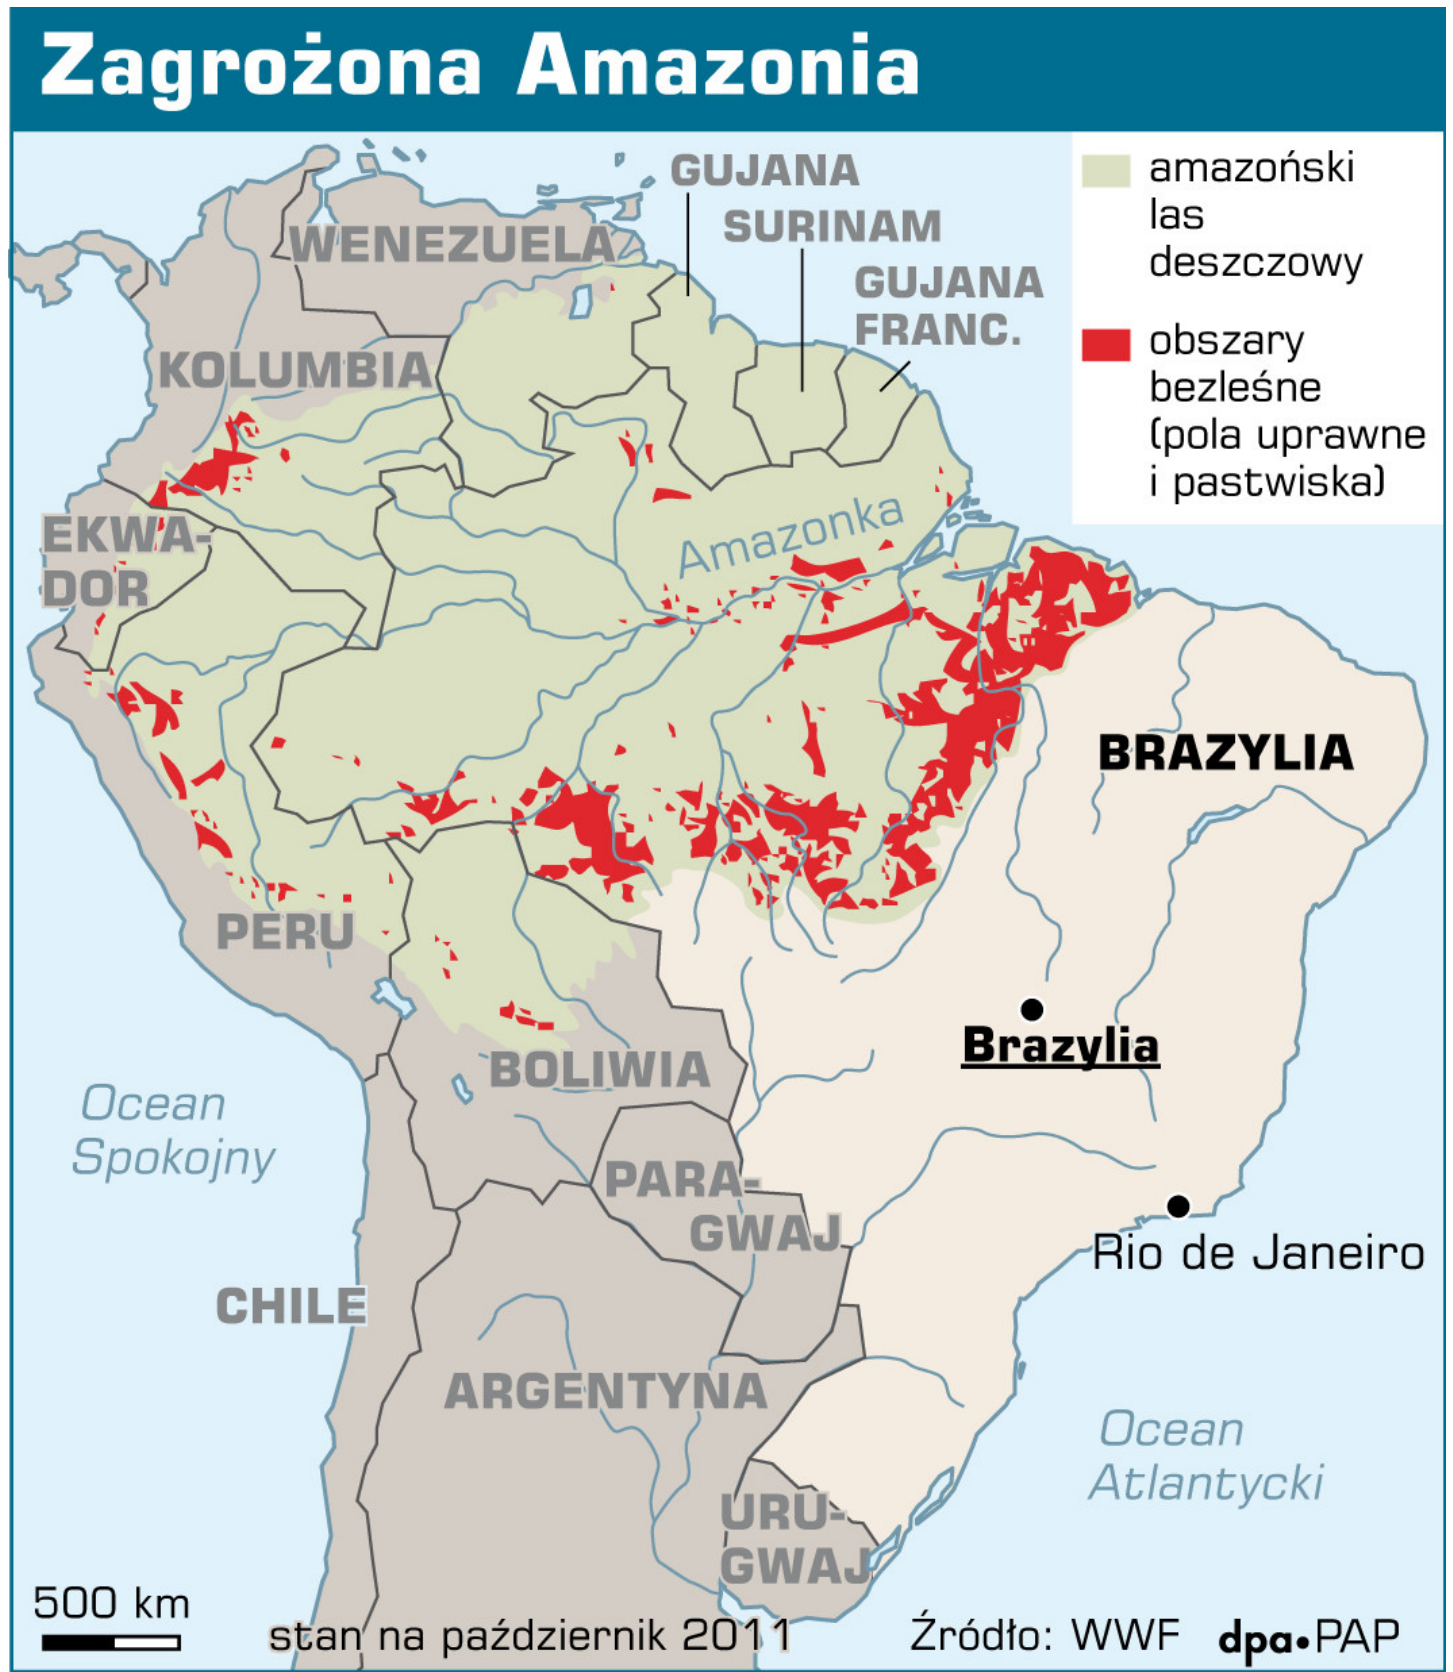 Zagrożona Amazonia
amazoński
las
deszczowy
obszary
bezleśne
(pola uprawne
i pastwiska)
GUJANA
SURINAM
GUJANA
FRANC.
WENEZUELA
KOLUMBIA
EKWA-
DOR
Amazonka
BRAZYLIA
PERU
Brazylia
BOLIWIA
Ocean
Spokojny
PARA-
GWAJ
Rio de Janeiro
CHILE
ARGENTYNA
Ocean
Atlantycki
URU-
GWAJ
500 km
stan na październik 2011
Źródło: WWF
dpa•PAP